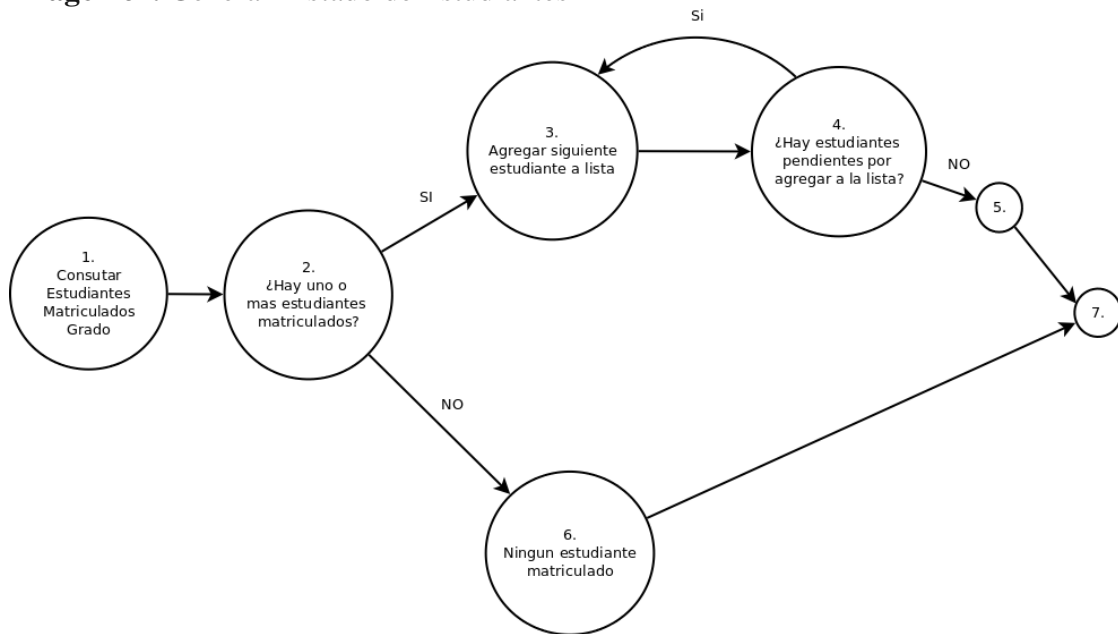 Si
3.
Agregar siguiente
estudiante a lista
4.
¿Hay estudiantes
pendientes por
agregar a la lista?
NO
SI
5.
1.
Consutar
Estudiantes
Matriculados
Grado
2.
¿Hay uno o
mas estudiantes
matriculados?
7.
NO
6.
Ningun estudiante
matriculado